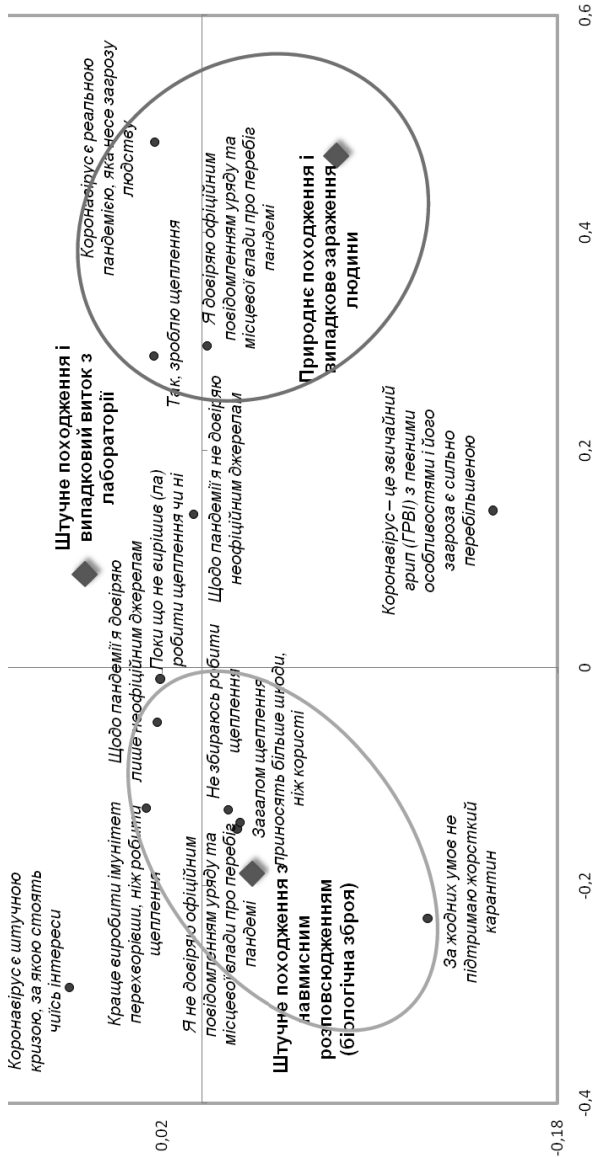 Коронавірус є штучною
кризою, за якою стоять
чиїсь інтереси
Краще виробити імунітет
перехворівши, ніж робити
щеплення
Щодо пандемії я довіряю
лише неофіційним джерелам
Поки що не вирішив (ла)
робити щеплення чи ні
Штучне походження і
випадковий виток з
лабораторії
Коронавірус є реальною
пандемією, яка несе загрозу
людству
Так, зроблю щеплення
Я довіряю офіційним
повідомленням уряду та
місцевої влади про перебіг
пандемі
Я не довіряю офіційним
повідомленням уряду та
місцевої влади про перебіг
пандемі
Не збираюсь робити
щеплення
Щодо пандемії я не довіряю
неофіційним джерелам
Загалом щеплення
приносять більше шкоди,
ніж користі
Штучне походження з
навмисним
розповсюдженням
(біологічна зброя)
Природнє походження і
випадкове зараження
людини
Коронавірус – це звичайний
грип (ГРВІ) з певними
особливостями і його
загроза є сильно
перебільшеною
За жодних умов не
підтримаю жорсткий
карантин
0,02
-0,18
-0,4
-0,2
0
0,2
0,4
0,6